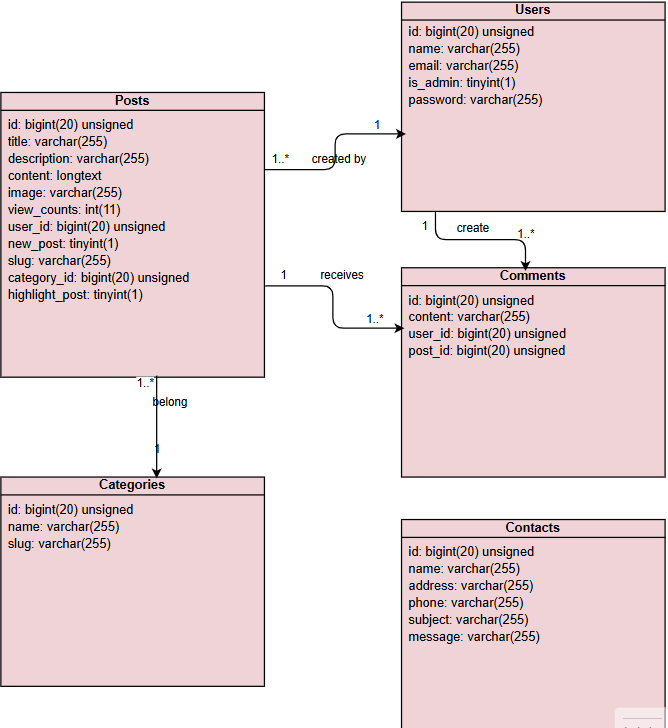 Users
id: bigint(20) unsigned
name: varchar(255)
email: varchar(255)
is_admin: tinyint(1)
password: varchar(255)
Posts
id: bigint(20) unsigned
title: varchar(255)
description: varchar(255)
content: longtext
image: varchar(255)
view_counts: int(11)
user_id: bigint(20) unsigned
new_post: tinyint(1)
slug: varchar(255)
category_id: bigint(20) unsigned
highlight_post: tinyint(1)
1..* created by 1
1 create 1..*
1 receives 1..*
Comments
id: bigint(20) unsigned
content: varchar(255)
user_id: bigint(20) unsigned
post_id: bigint(20) unsigned
1..*
belong
1
Categories
id: bigint(20) unsigned
name: varchar(255)
slug: varchar(255)
Contacts
id: bigint(20) unsigned
name: varchar(255)
address: varchar(255)
phone: varchar(255)
subject: varchar(255)
message: varchar(255)